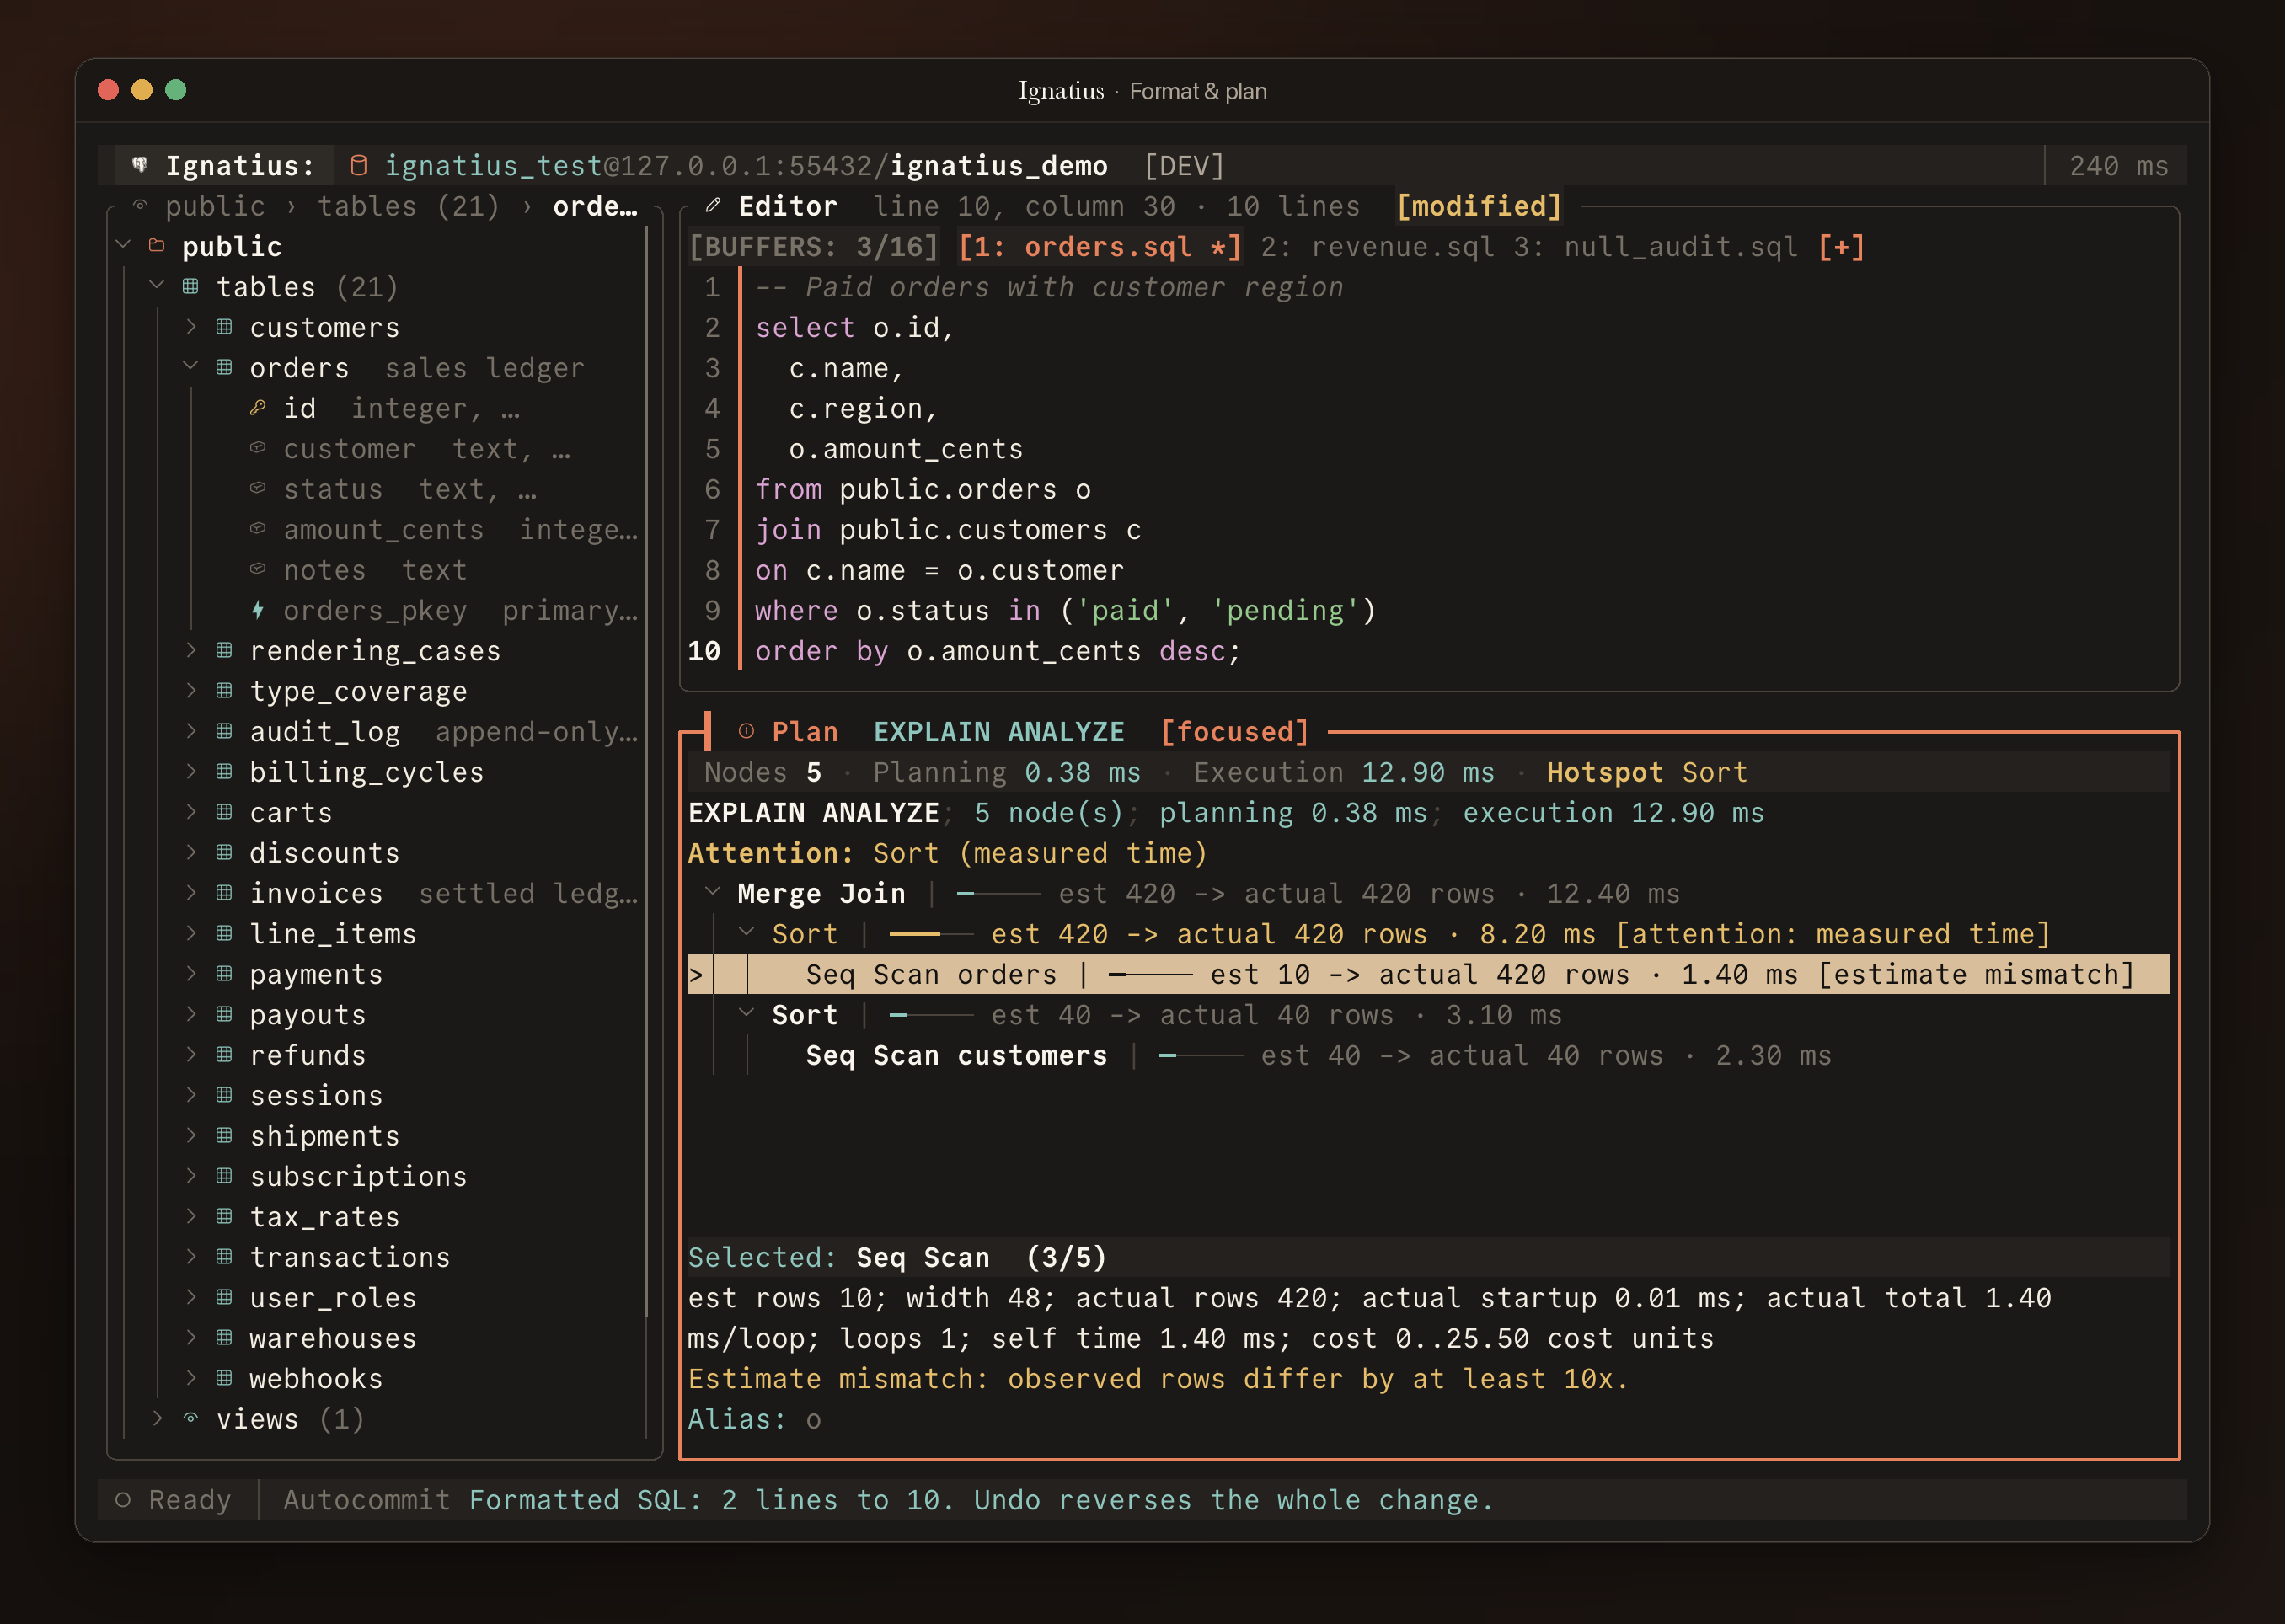 Ignatius · Format & plan
Ignatius: ignatius_test@127.0.0.1:55432/ignatius_demo [DEV] 240 ms
public › tables (21) › orde…
public
tables (21)
customers
orders sales ledger
id integer, …
customer text, …
status text, …
amount_cents intege…
notes text
orders_pkey primary…
rendering_cases
type_coverage
audit_log append-only…
billing_cycles
carts
discounts
invoices settled ledg…
line_items
payments
payouts
refunds
sessions
shipments
subscriptions
tax_rates
transactions
user_roles
warehouses
webhooks
views (1)
Editor line 10, column 30 · 10 lines [modified]
[BUFFERS: 3/16] [1: orders.sql *] 2: revenue.sql 3: null_audit.sql [+]
1 -- Paid orders with customer region
2 select o.id,
3 c.name,
4 c.region,
5 o.amount_cents
6 from public.orders o
7 join public.customers c
8 on c.name = o.customer
9 where o.status in ('paid', 'pending')
10 order by o.amount_cents desc;
Plan EXPLAIN ANALYZE [focused]
Nodes 5 · Planning 0.38 ms · Execution 12.90 ms · Hotspot Sort
EXPLAIN ANALYZE; 5 node(s); planning 0.38 ms; execution 12.90 ms
Attention: Sort (measured time)
Merge Join | est 420 -> actual 420 rows · 12.40 ms
Sort | est 420 -> actual 420 rows · 8.20 ms [attention: measured time]
> Seq Scan orders | est 10 -> actual 420 rows · 1.40 ms [estimate mismatch]
Sort | est 40 -> actual 40 rows · 3.10 ms
Seq Scan customers | est 40 -> actual 40 rows · 2.30 ms
Selected: Seq Scan (3/5)
est rows 10; width 48; actual rows 420; actual startup 0.01 ms; actual total 1.40
ms/loop; loops 1; self time 1.40 ms; cost 0..25.50 cost units
Estimate mismatch: observed rows differ by at least 10x.
Alias: o
Ready Autocommit Formatted SQL: 2 lines to 10. Undo reverses the whole change.